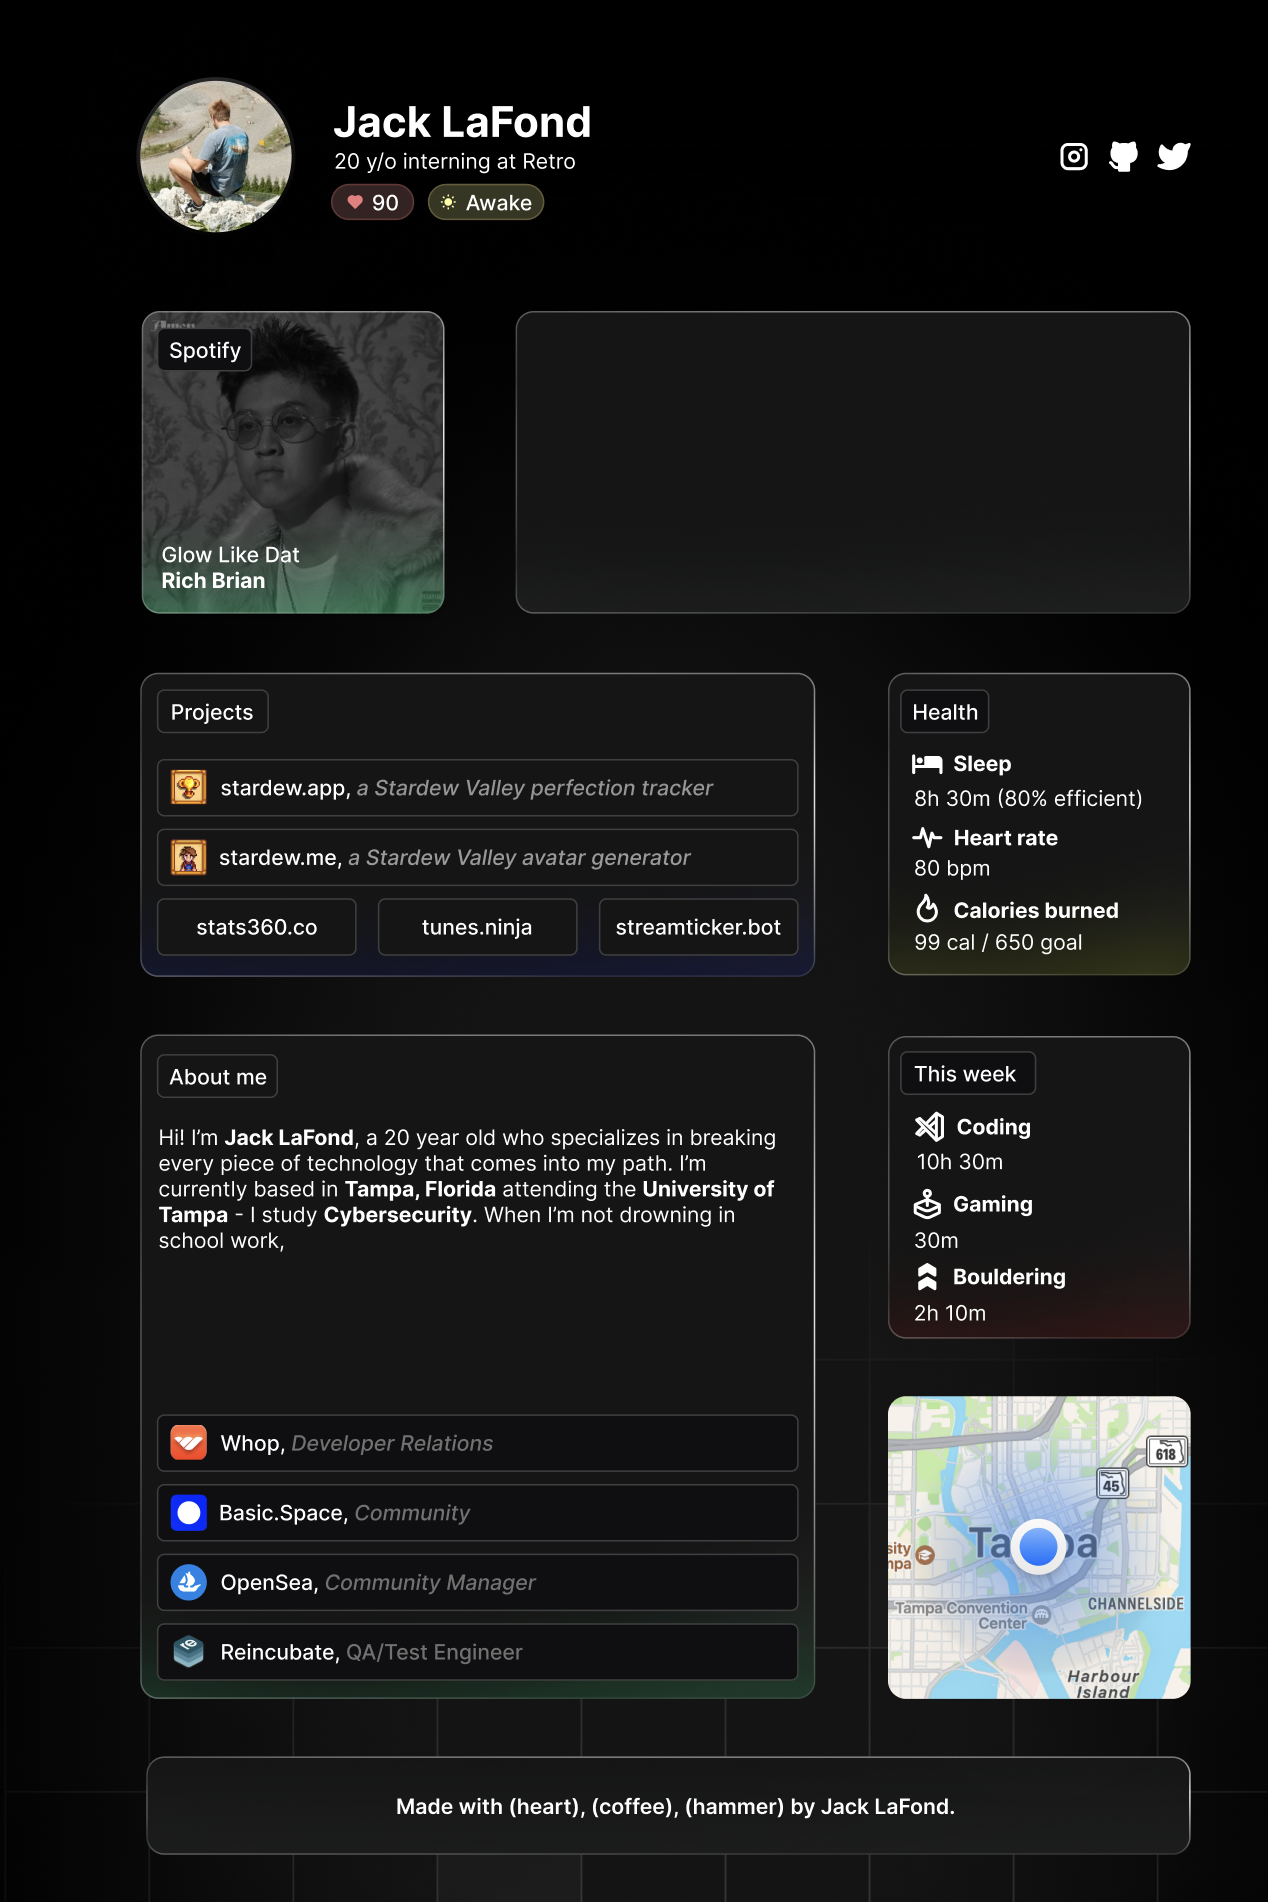 Jack LaFond
20 y/o interning at Retro
90
Awake
Spotify
Glow Like Dat
Rich Brian
Projects
stardew.app, a Stardew Valley perfection tracker
stardew.me, a Stardew Valley avatar generator
stats360.co
tunes.ninja
streamticker.bot
Health
Sleep
8h 30m (80% efficient)
Heart rate
80 bpm
Calories burned
99 cal / 650 goal
About me
Hi! I’m Jack LaFond, a 20 year old who specializes in breaking
every piece of technology that comes into my path. I’m
currently based in Tampa, Florida attending the University of
Tampa - I study Cybersecurity. When I’m not drowning in
school work,
Whop, Developer Relations
Basic.Space, Community
OpenSea, Community Manager
Reincubate, QA/Test Engineer
This week
Coding
10h 30m
Gaming
30m
Bouldering
2h 10m
618
45
sity
mpa
CHANNELSIDE
Tampa Convention
Center
Harbour
Island
Made with (heart), (coffee), (hammer) by Jack LaFond.